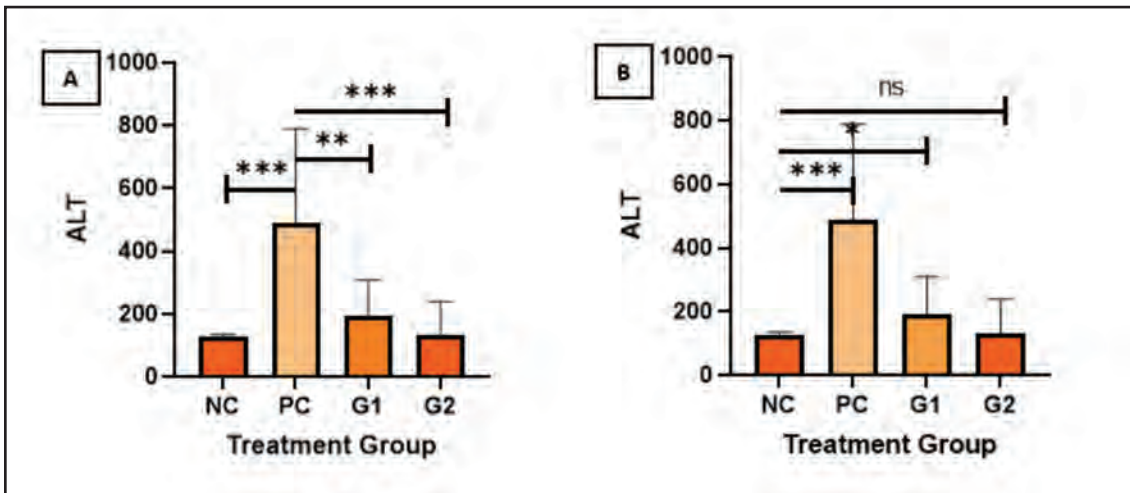 A
ALT
1000
800
600
400
200
0
***
**
***
NC PC G1 G2
Treatment Group
B
ALT
1000
800
600
400
200
0
ns
*
***
NC PC G1 G2
Treatment Group